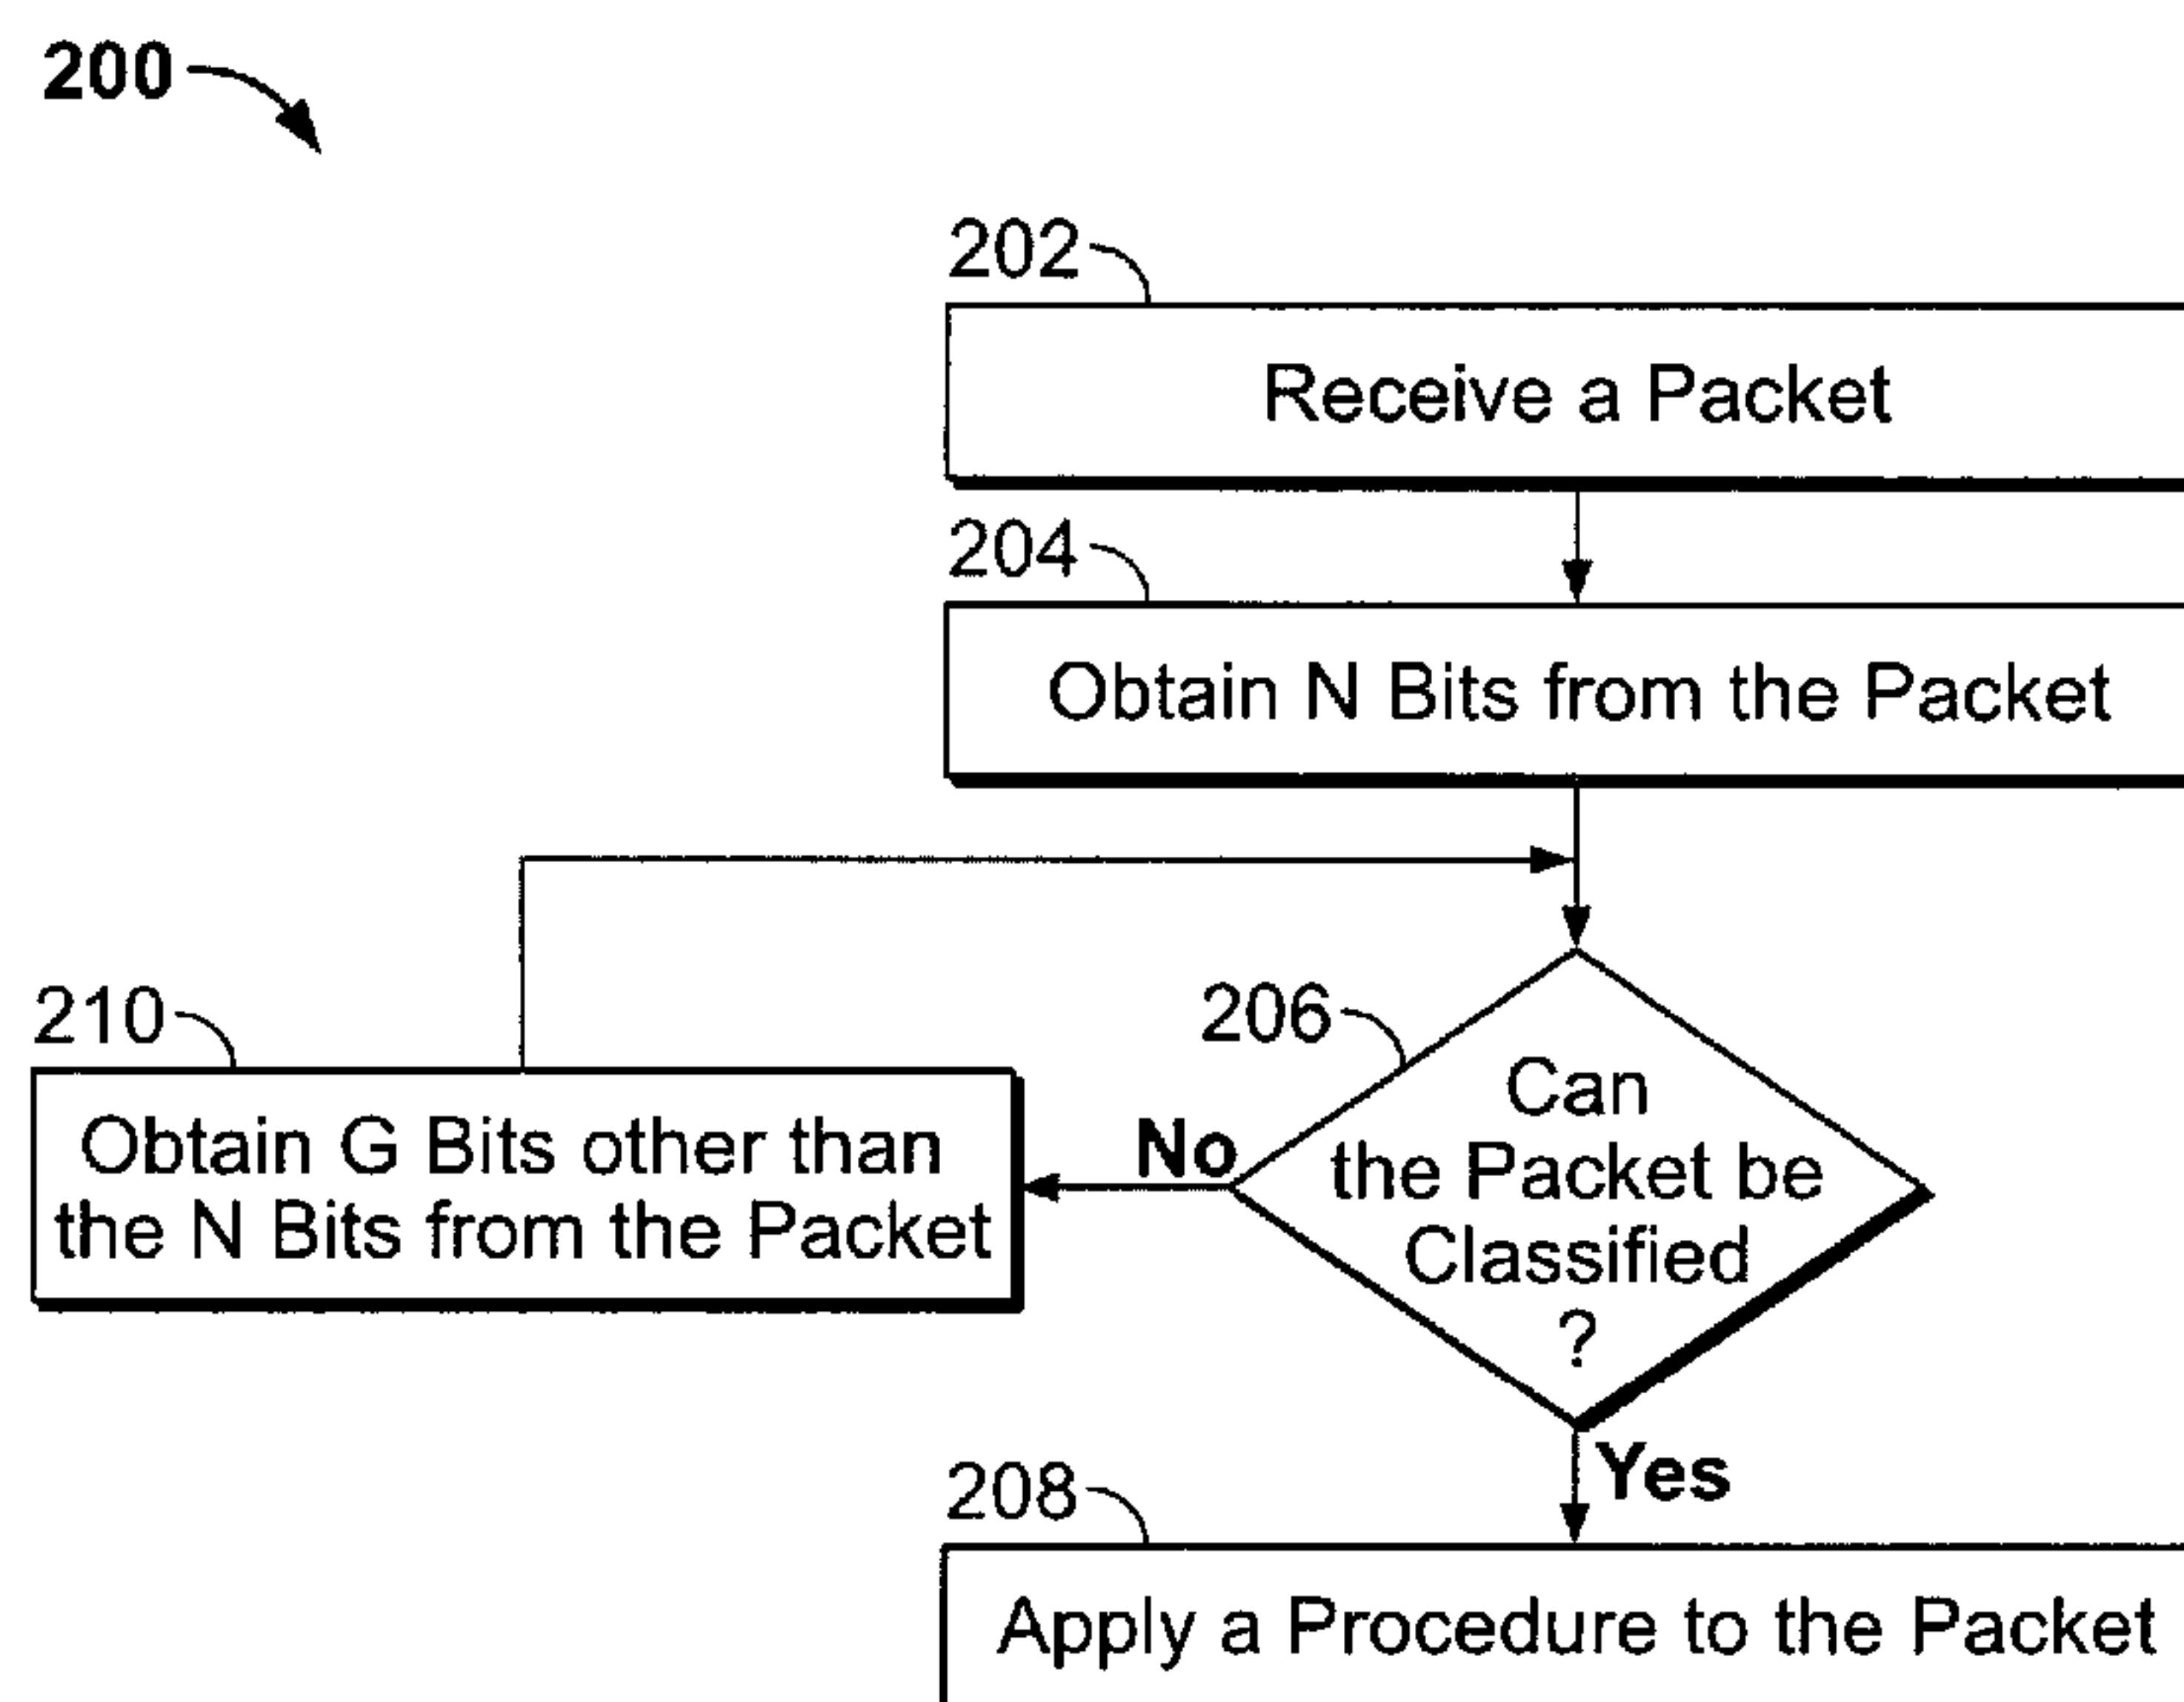 200
202
Receive a Packet
204
Obtain N Bits from the Packet
210
Obtain G Bits other than
the N Bits from the Packet
No
206
Can
the Packet be
Classified
?
Yes
208
Apply a Procedure to the Packet